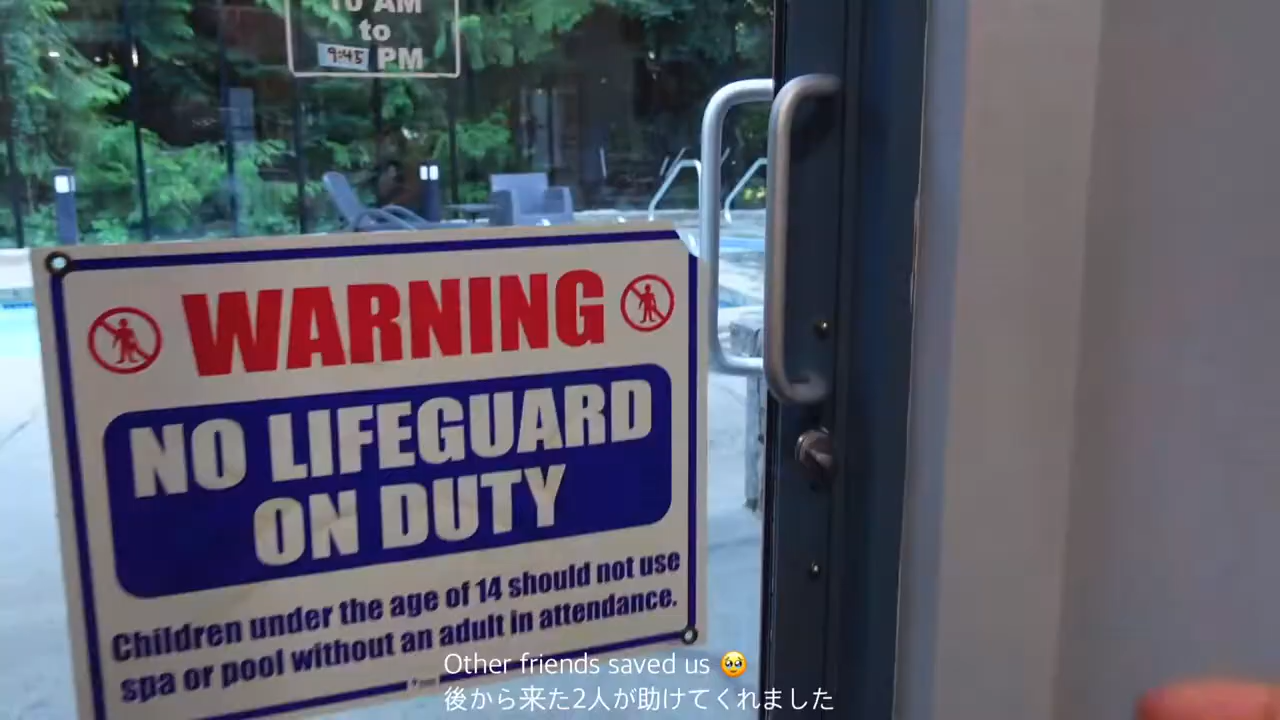 10 AM
to
9:45 PM
WARNING
NO LIFEGUARD
ON DUTY
Children under the age of 14 should not use
spa or pool without an adult in attendance.
Other friends saved us 🥹
後から来た2人が助けてくれました